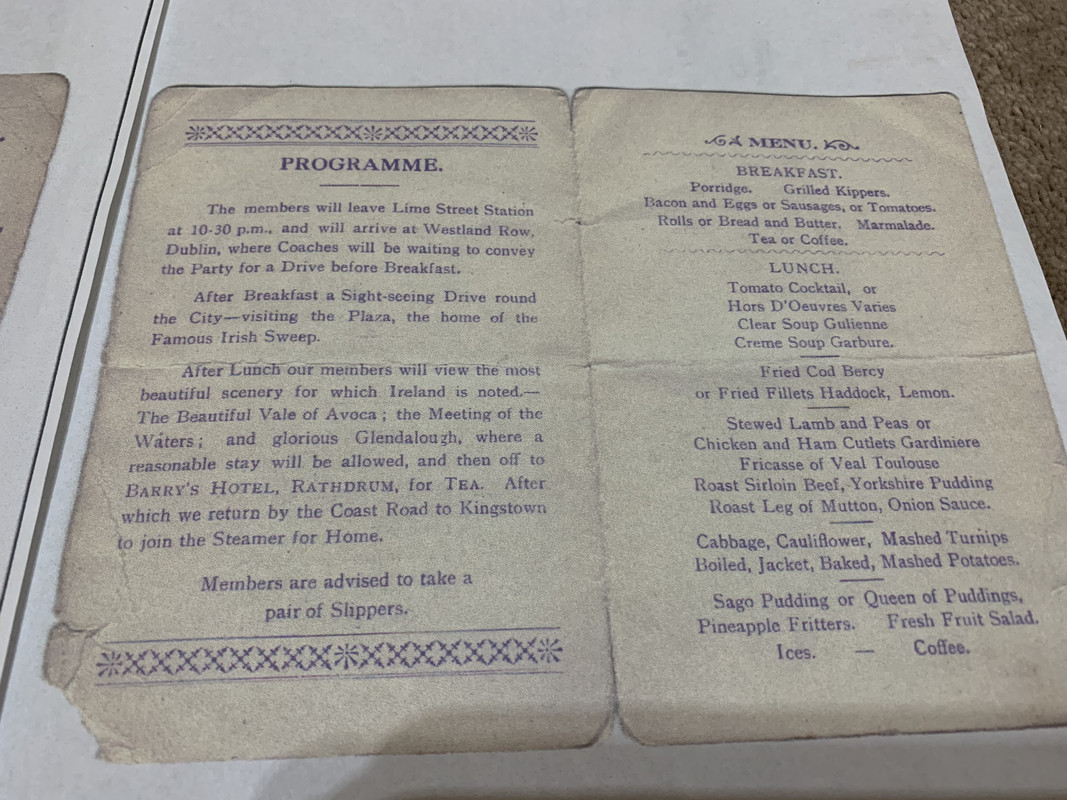 PROGRAMME.
The members will leave Lime Street Station
at 10-30 p.m., and will arrive at Westland Row,
Dublin, where Coaches will be waiting to convey
the Party for a Drive before Breakfast.
After Breakfast a Sight-seeing Drive round
the City—visiting the Plaza, the home of the
Famous Irish Sweep.
After Lunch our members will view the most
beautiful scenery for which Ireland is noted.—
The Beautiful Vale of Avoca; the Meeting of the
Waters; and glorious Glendalough, where a
reasonable stay will be allowed, and then off to
BARRY'S HOTEL, RATHDRUM, for TEA. After
which we return by the Coast Road to Kingstown
to join the Steamer for Home.
Members are advised to take a
pair of Slippers.
MENU.
BREAKFAST.
Porridge. Grilled Kippers.
Bacon and Eggs or Sausages, or Tomatoes.
Rolls or Bread and Butter. Marmalade.
Tea or Coffee.
LUNCH.
Tomato Cocktail, or
Hors D'Oeuvres Varies
Clear Soup Gulienne
Creme Soup Garbure.
Fried Cod Bercy
or Fried Fillets Haddock, Lemon.
Stewed Lamb and Peas or
Chicken and Ham Cutlets Gardiniere
Fricasse of Veal Toulouse
Roast Sirloin Beef, Yorkshire Pudding
Roast Leg of Mutton, Onion Sauce.
Cabbage, Cauliflower, Mashed Turnips
Boiled, Jacket, Baked, Mashed Potatoes.
Sago Pudding or Queen of Puddings,
Pineapple Fritters. Fresh Fruit Salad.
Ices. — Coffee.